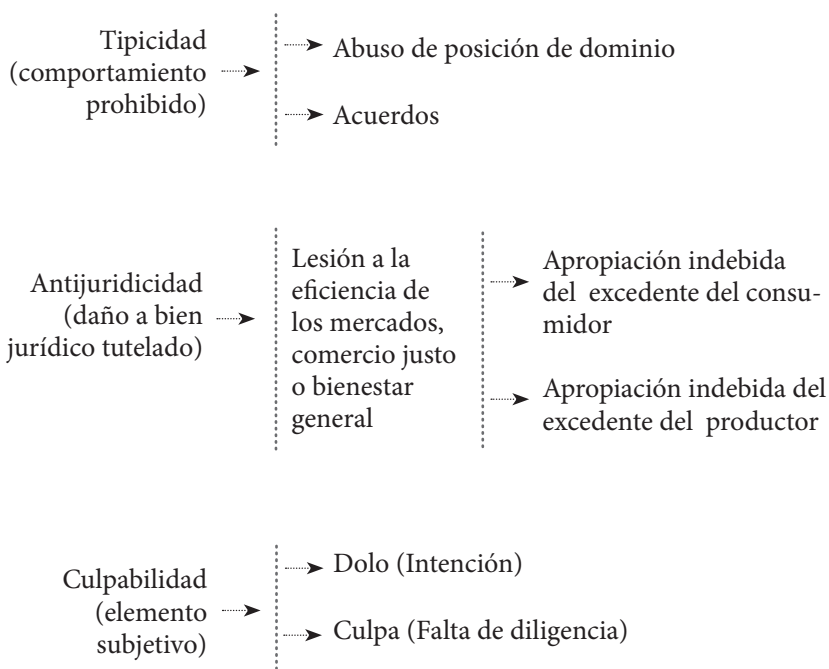 Tipicidad
(comportamiento
prohibido)
Abuso de posición de dominio
Acuerdos
Antijuridicidad
(daño a bien
jurídico tutelado)
Lesión a la
eficiencia de
los mercados,
comercio justo
o bienestar
general
Apropiación indebida
del excedente del consu-
midor
Apropiación indebida del
excedente del productor
Culpabilidad
(elemento
subjetivo)
Dolo (Intención)
Culpa (Falta de diligencia)